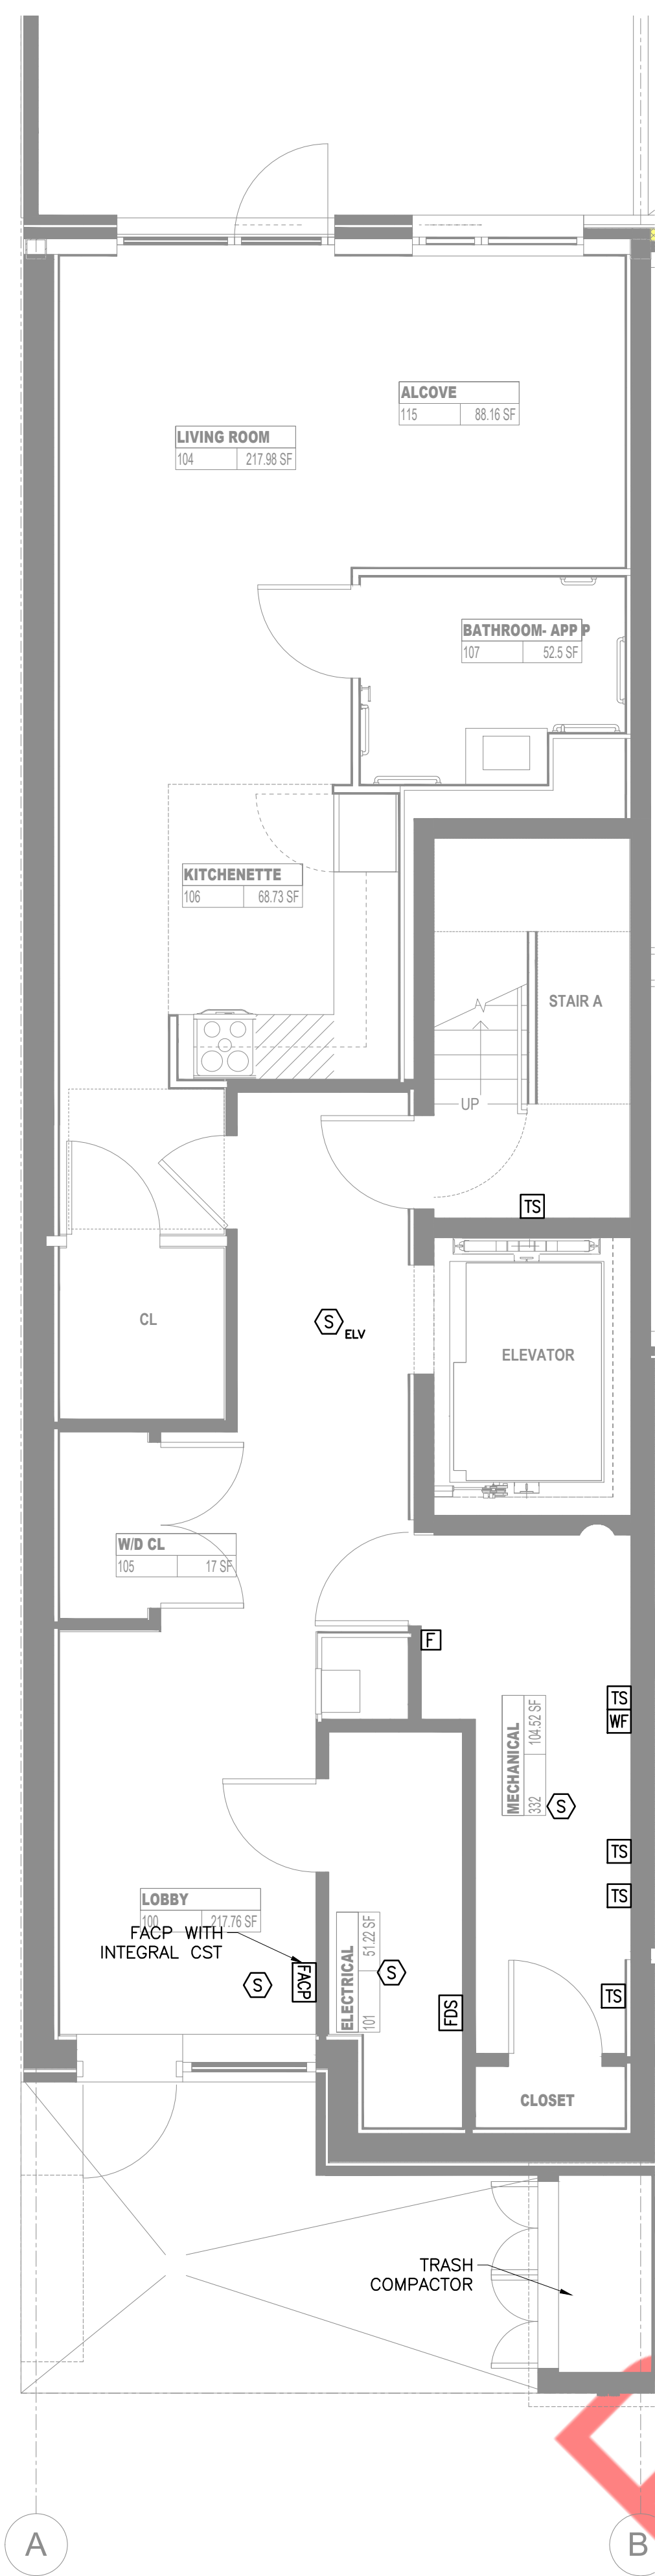 ALCOVE
115 88.16 SF
LIVING ROOM
104 217.98 SF
BATHROOM- APP P
107 52.5 SF
KITCHENETTE
106 68.73 SF
STAIR A
UP
TS
CL
S ELV
ELEVATOR
W/D CL
105 17 SF
F
TS
WF
MECHANICAL
332 104.52 SF
S
TS
TS
LOBBY
100 217.76 SF
FACP WITH
INTEGRAL CST
S
FACP
ELECTRICAL
101 51.22 SF
S
FDS
TS
CLOSET
TRASH
COMPACTOR
A
B